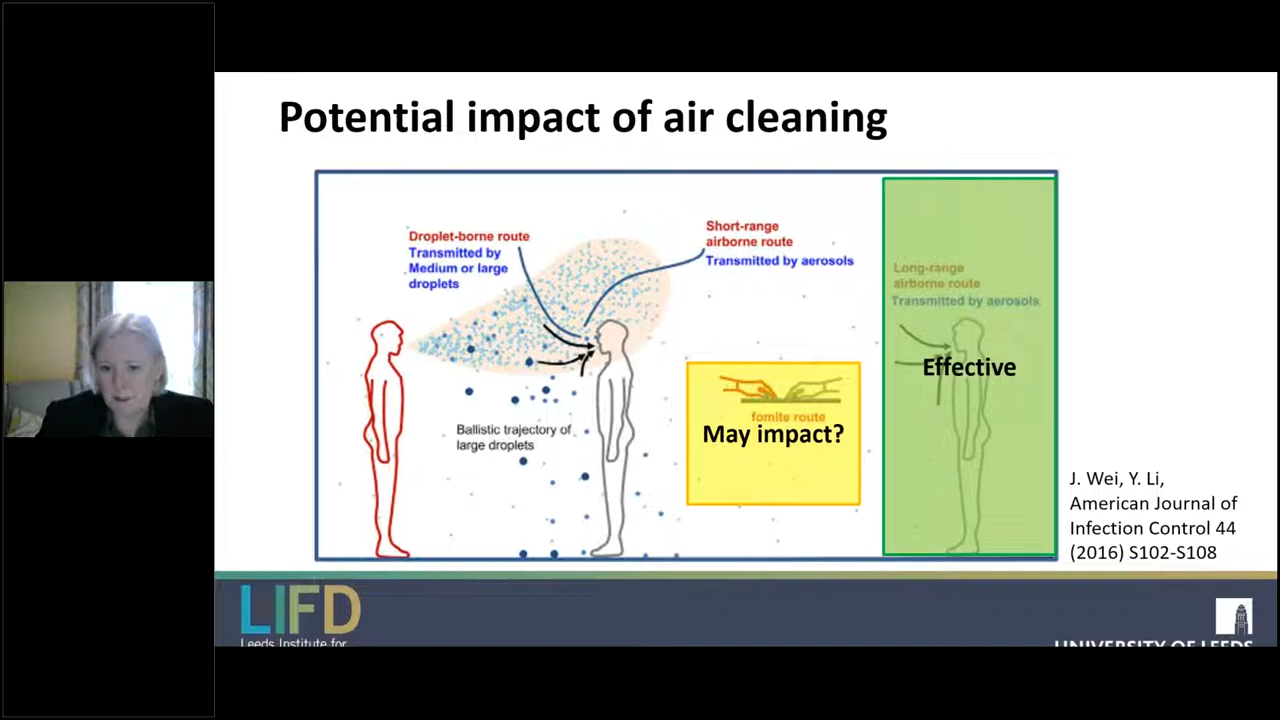 Potential impact of air cleaning
Droplet-borne route
Transmitted by
Medium or large
droplets
Short-range
airborne route
Transmitted by aerosols
Long-range
airborne route
Transmitted by aerosols
Effective
fomite route
May impact?
Ballistic trajectory of
large droplets
J. Wei, Y. Li,
American Journal of
Infection Control 44
(2016) S102-S108
LIFD
Leeds Institute for
UNIVERSITY OF LEEDS